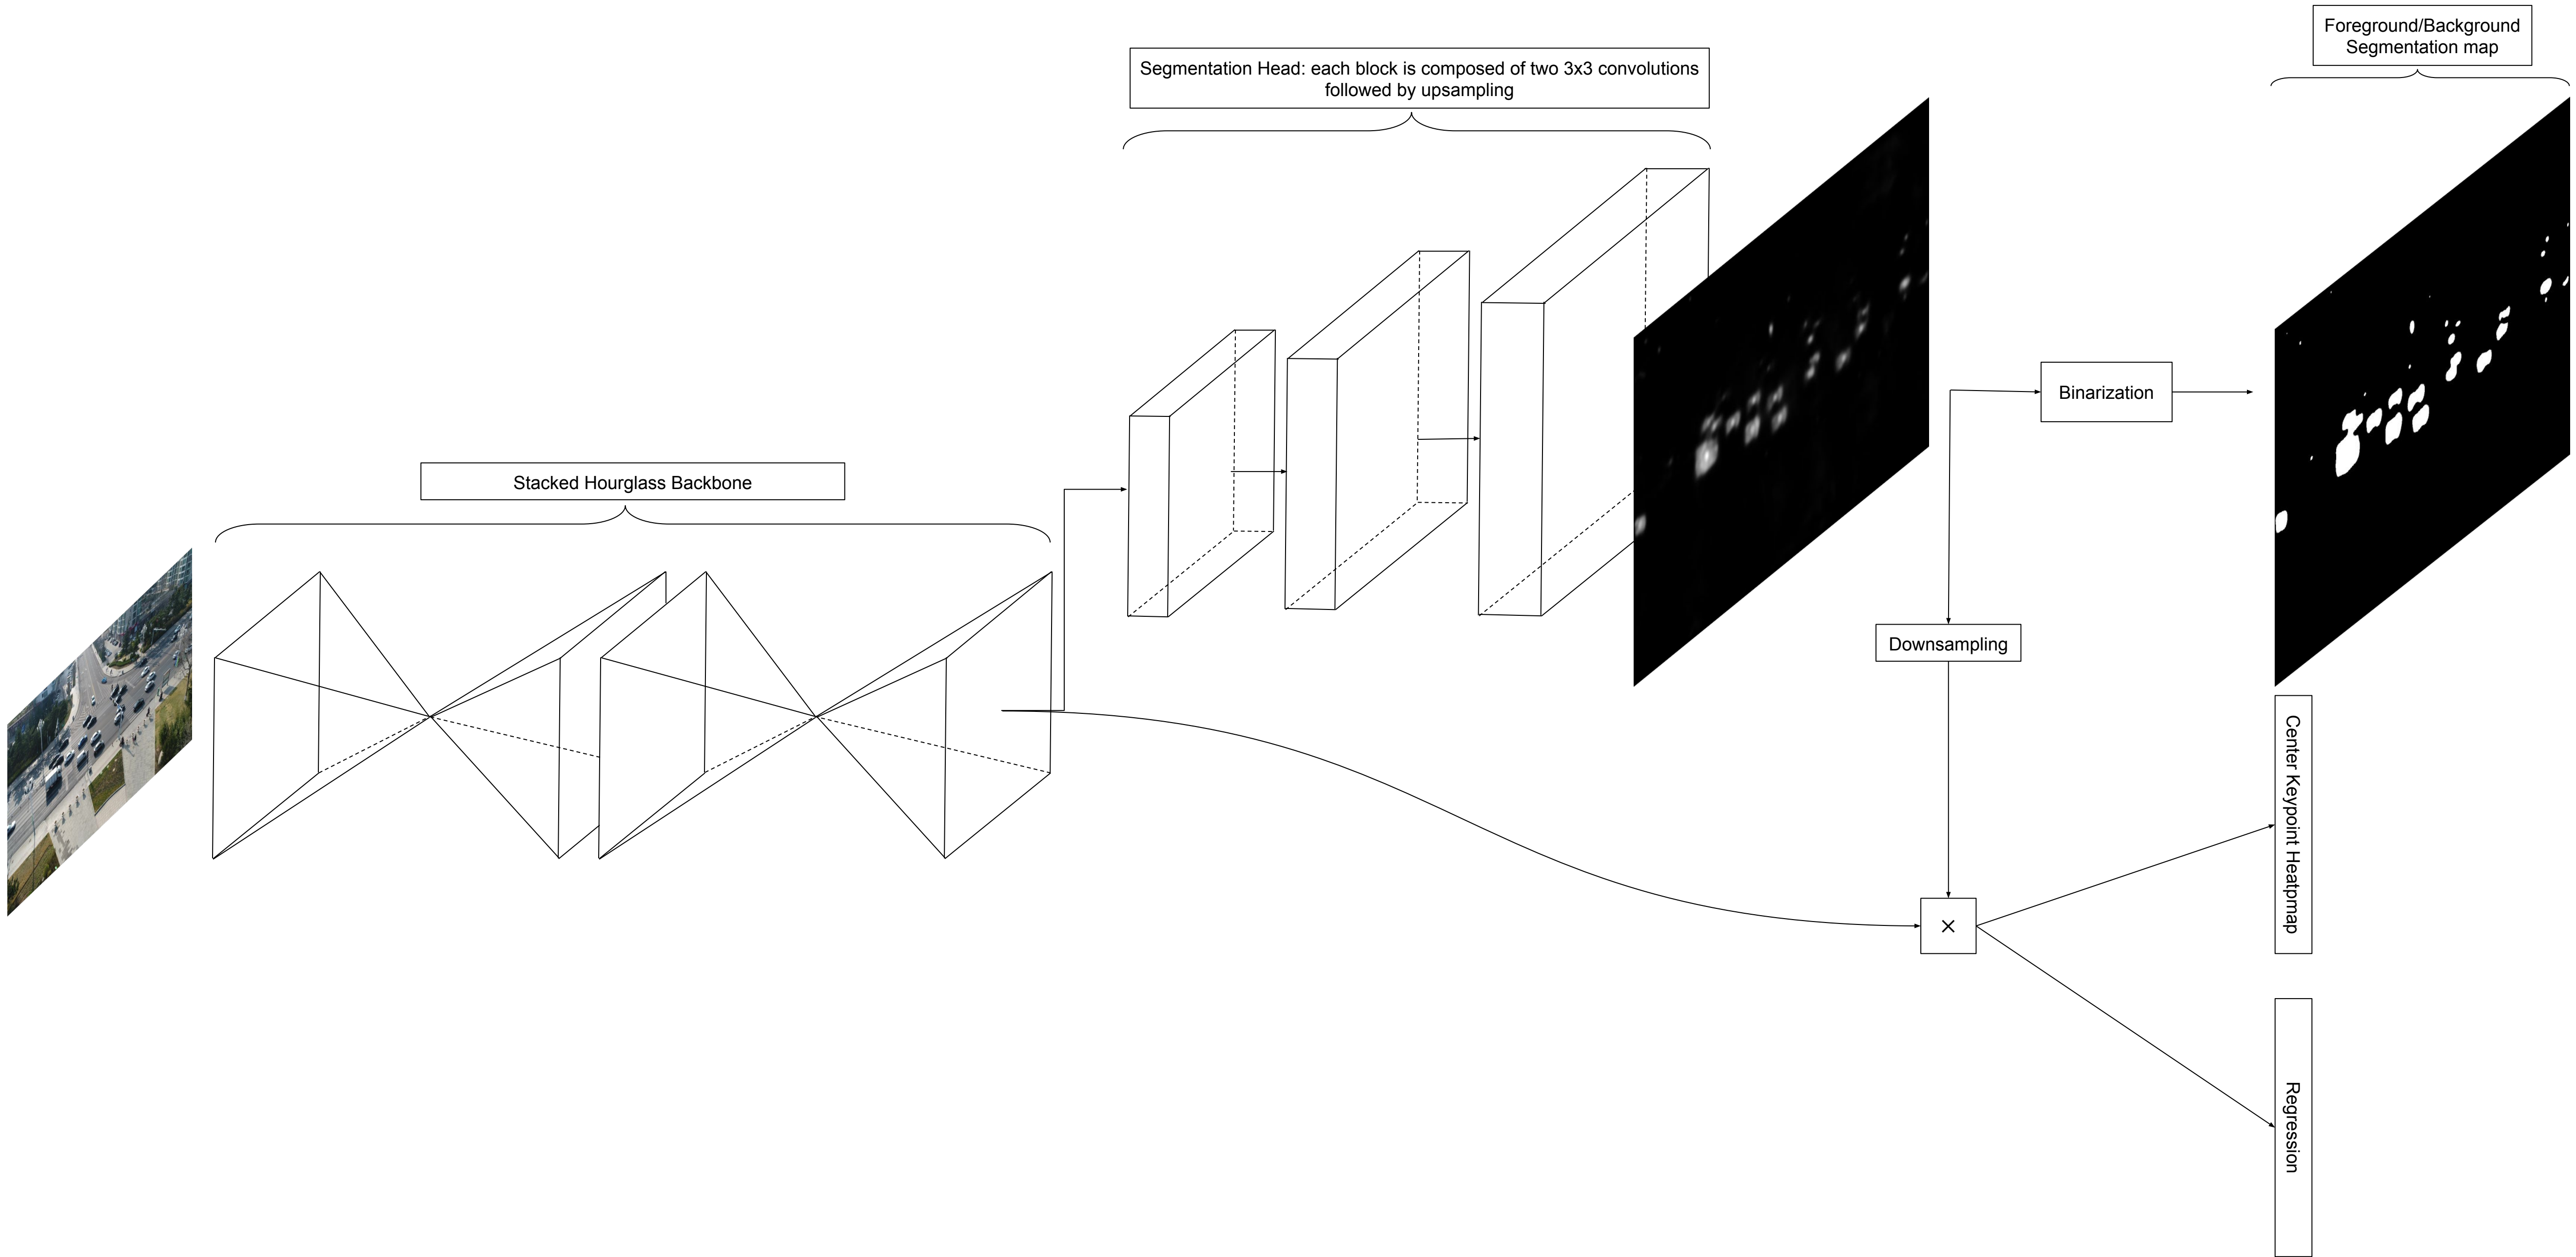 Foreground/Background
Segmentation map
Segmentation Head: each block is composed of two 3x3 convolutions
followed by upsampling
Binarization
Stacked Hourglass Backbone
Downsampling
Center Keypoint Heatpmap
×
Regression